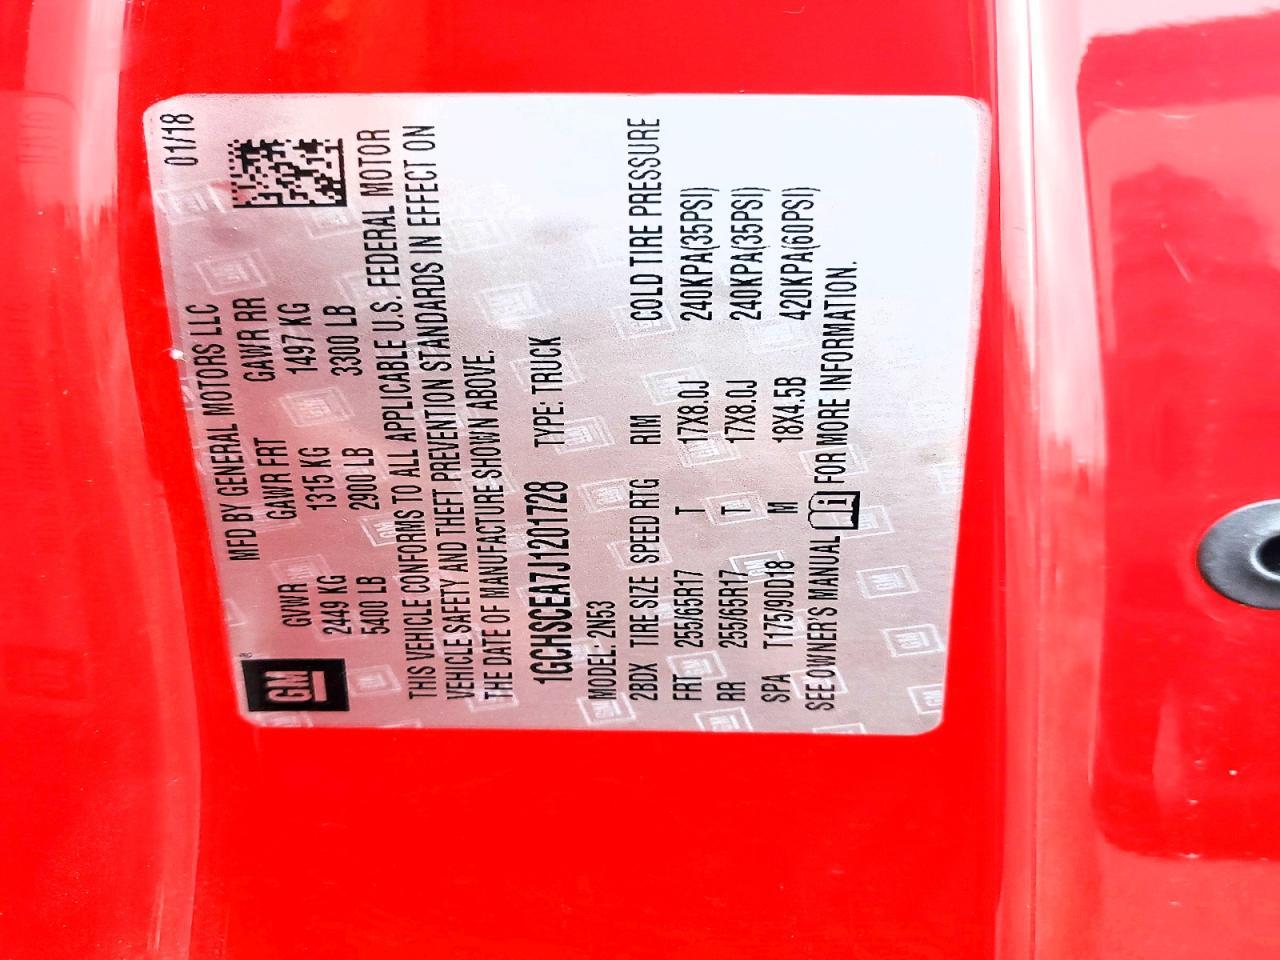 01/18
MFD BY GENERAL MOTORS LLC
GVWR GAWR FRT GAWR RR
2449 KG 1315 KG 1497 KG
5400 LB 2900 LB 3300 LB
GM®
THIS VEHICLE CONFORMS TO ALL APPLICABLE U.S. FEDERAL MOTOR
VEHICLE SAFETY AND THEFT PREVENTION STANDARDS IN EFFECT ON
THE DATE OF MANUFACTURE SHOWN ABOVE.
1GCHSCEA7J1201728 TYPE: TRUCK
MODEL: 2N53
2BDX TIRE SIZE SPEED RTG RIM COLD TIRE PRESSURE
FRT 255/65R17 T 17X8.0J 240KPA(35PSI)
RR 255/65R17 T 17X8.0J 240KPA(35PSI)
SPA T175/90D18 M 18X4.5B 420KPA(60PSI)
SEE OWNER'S MANUAL i FOR MORE INFORMATION.